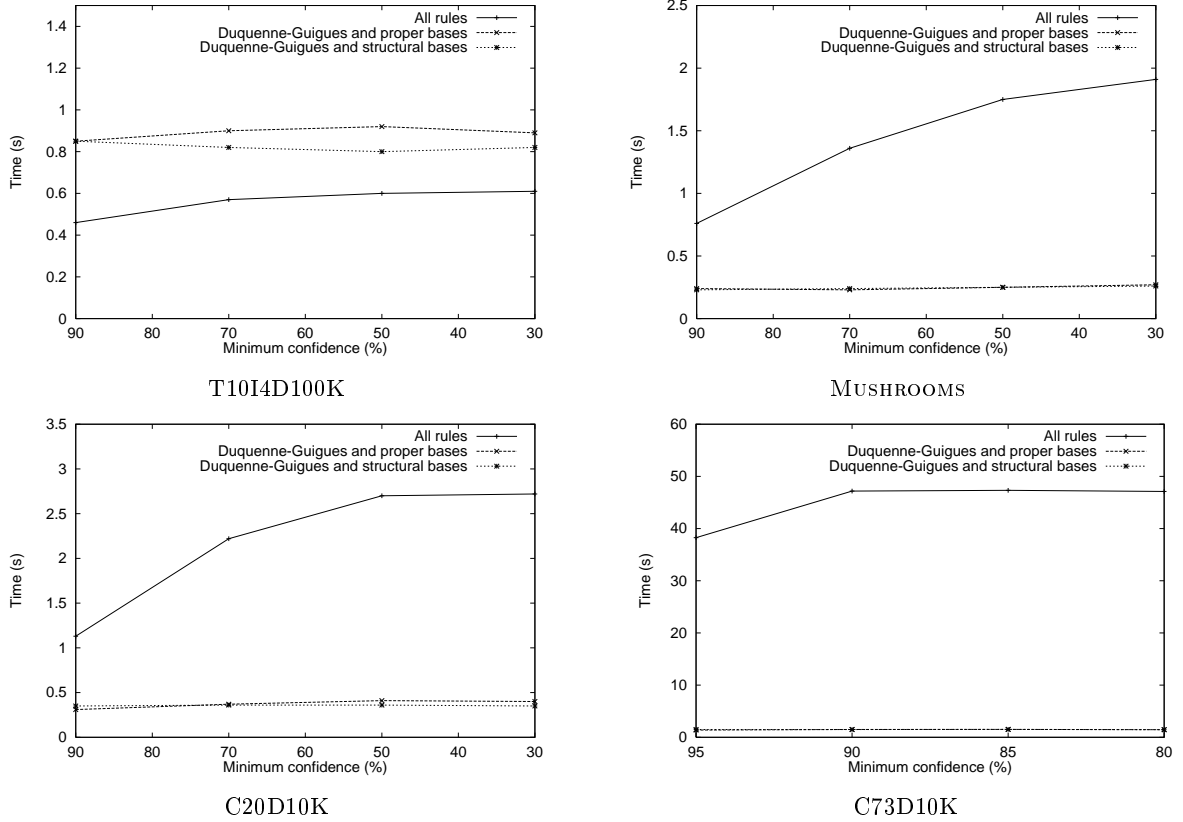 All rules
Duquenne-Guigues and proper bases
Duquenne-Guigues and structural bases
Time (s)
1.4
1.2
1
0.8
0.6
0.4
0.2
0
90 80 70 60 50 40 30
Minimum confidence (%)
T10I4D100K
All rules
Duquenne-Guigues and proper bases
Duquenne-Guigues and structural bases
Time (s)
2.5
2
1.5
1
0.5
0
90 80 70 60 50 40 30
Minimum confidence (%)
MUSHROOMS
All rules
Duquenne-Guigues and proper bases
Duquenne-Guigues and structural bases
Time (s)
3.5
3
2.5
2
1.5
1
0.5
0
90 80 70 60 50 40 30
Minimum confidence (%)
C20D10K
All rules
Duquenne-Guigues and proper bases
Duquenne-Guigues and structural bases
Time (s)
60
50
40
30
20
10
0
95 90 85 80
Minimum confidence (%)
C73D10K